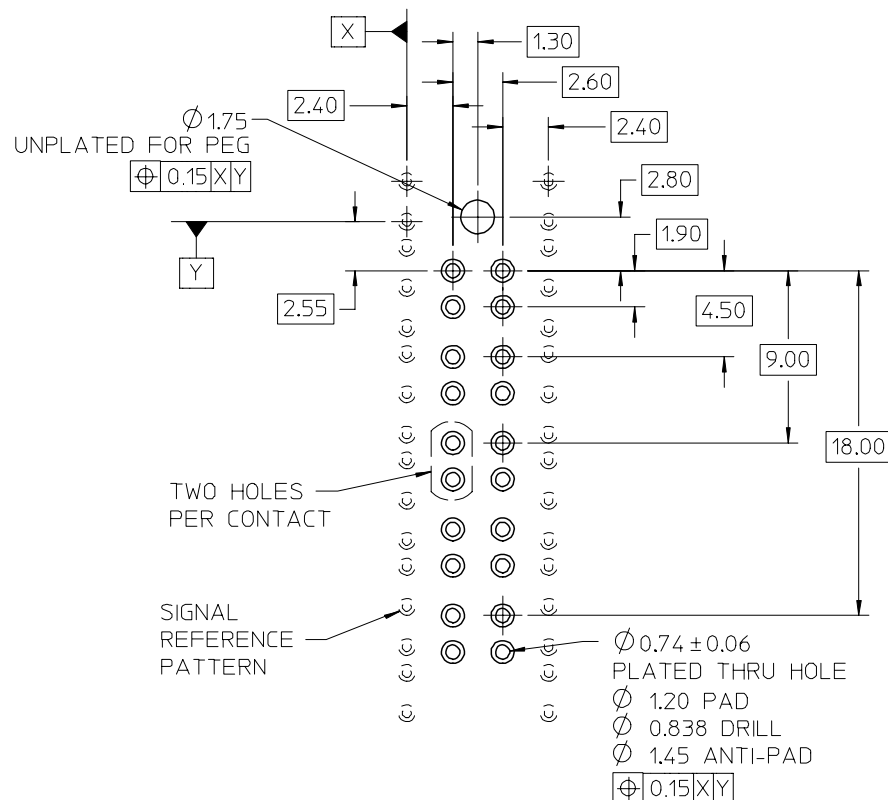 X
1.30
2.60
2.40
2.40
∅ 1.75
UNPLATED FOR PEG
⌖ 0.15 X Y
2.80
1.90
Y
2.55
4.50
9.00
18.00
TWO HOLES
PER CONTACT
SIGNAL
REFERENCE
PATTERN
∅ 0.74 ± 0.06
PLATED THRU HOLE
∅ 1.20 PAD
∅ 0.838 DRILL
∅ 1.45 ANTI-PAD
⌖ 0.15 X Y